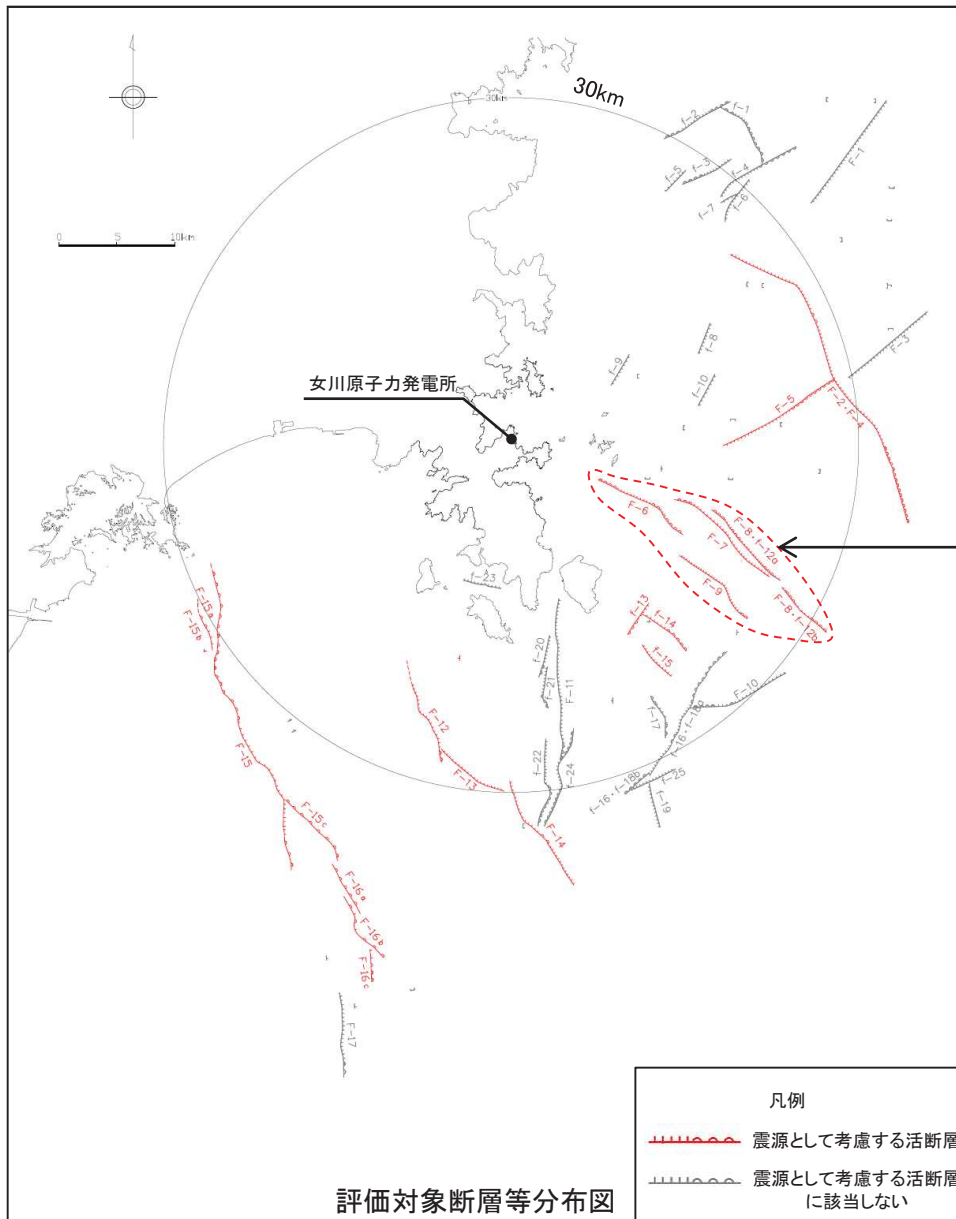 30km
30km
f-2
f-1
F-1
f-5
f-3
f-4
f-7
f-6
0 5 10km
f-8
F-3
f-9
女川原子力発電所
f-10
F-5
F-2・F-4
F-6
F-8・f-12a
F-7
f-23
F-9
F-8・f-12b
F-15a
F-15b
f-13
f-14
f-20
f-15
f-21
F-11
F-10
f-17
f-16・f-18a
F-12
F-15
f-22
f-24
F-13
f-25
f-16・f-18b
f-19
F-15c
F-14
F-16a
F-16b
F-16c
F-17
凡例
震源として考慮する活断層
震源として考慮する活断層
に該当しない
評価対象断層等分布図